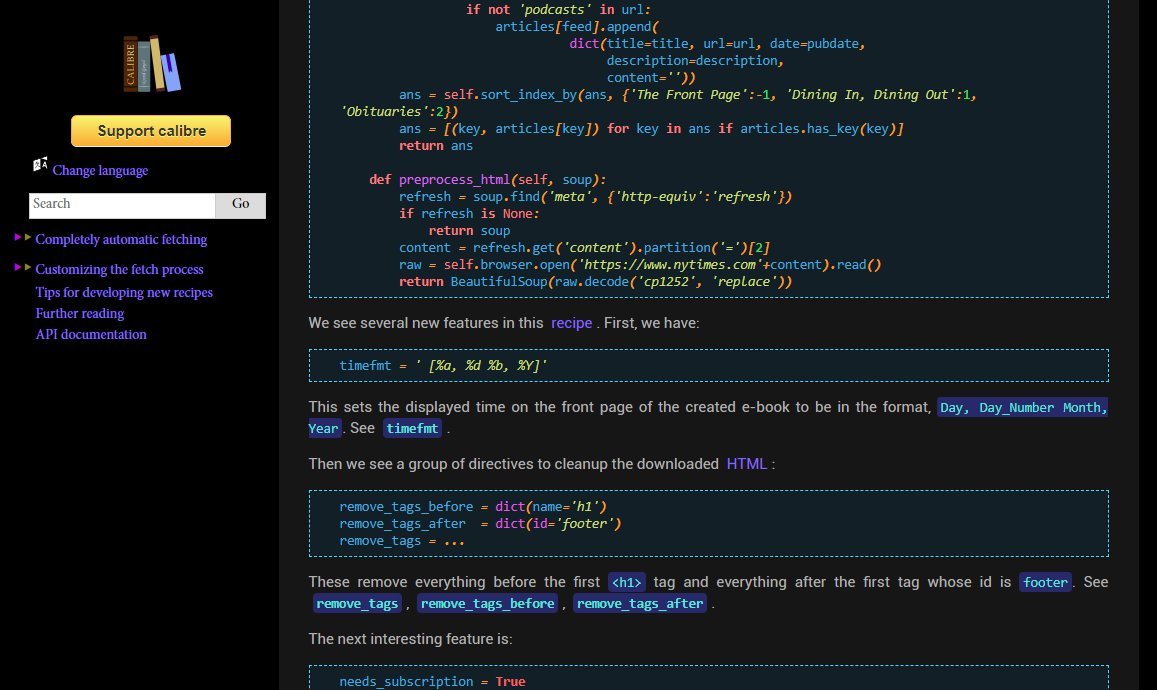 CALIBRE
Support calibre
Change language
Search
Go
Completely automatic fetching
Customizing the fetch process
Tips for developing new recipes
Further reading
API documentation
if not 'podcasts' in url:
articles[feed].append(
dict(title=title, url=url, date=pubdate,
description=description,
content=''))
ans = self.sort_index_by(ans, {'The Front Page':-1, 'Dining In, Dining Out':1,
'Obituaries':2})
ans = [(key, articles[key]) for key in ans if articles.has_key(key)]
return ans
def preprocess_html(self, soup):
refresh = soup.find('meta', {'http-equiv':'refresh'})
if refresh is None:
return soup
content = refresh.get('content').partition('=')[2]
raw = self.browser.open('https://www.nytimes.com'+content).read()
return BeautifulSoup(raw.decode('cp1252', 'replace'))
We see several new features in this recipe . First, we have:
timefmt = ' [%a, %d %b, %Y]'
This sets the displayed time on the front page of the created e-book to be in the format, Day, Day_Number Month,
Year. See timefmt .
Then we see a group of directives to cleanup the downloaded HTML :
remove_tags_before = dict(name='h1')
remove_tags_after = dict(id='footer')
remove_tags = ...
These remove everything before the first <h1> tag and everything after the first tag whose id is footer. See
remove_tags , remove_tags_before , remove_tags_after .
The next interesting feature is:
needs_subscription = True